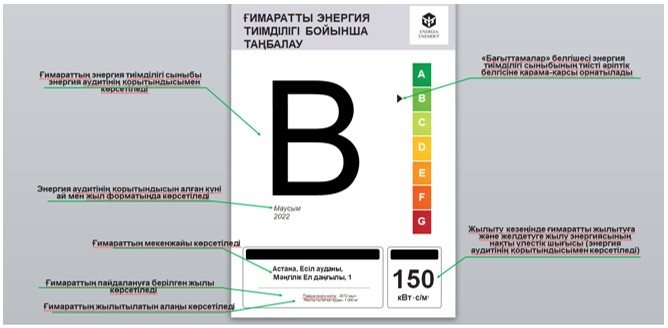 ҒИМАРАТТЫ ЭНЕРГИЯ
ТИІМДІЛІГІ БОЙЫНША
ТАҢБАЛАУ
ENERGIA
ÚNEMDEÝ
Ғимараттың энергия тиімділігі сыныбы
энергия аудитінің қорытындысымен
көрсетіледі
B
A
B
C
D
E
F
G
«Бағыттамалар» белгішесі энергия
тиімділігі сыныбының тиісті әріптік
белгісіне қарама-қарсы орнатылады
Энергия аудитінің қорытындысын алған күні
ай мен жыл форматында көрсетіледі
Маусым
2022
Ғимараттың мекенжайы көрсетіледі
Астана, Есіл ауданы,
Мәңгілік Ел даңғылы, 1
150
кВт·с/м²
Жылыту кезеңінде ғимаратты жылытуға
және желдетуге жылу энергиясының
нақты үлестік шығысы (энергия
аудитінің қорытындысымен көрсетіледі)
Ғимараттың пайдалануға берілген жылы
көрсетіледі
Ғимараттың жылытылатын алаңы көрсетіледі